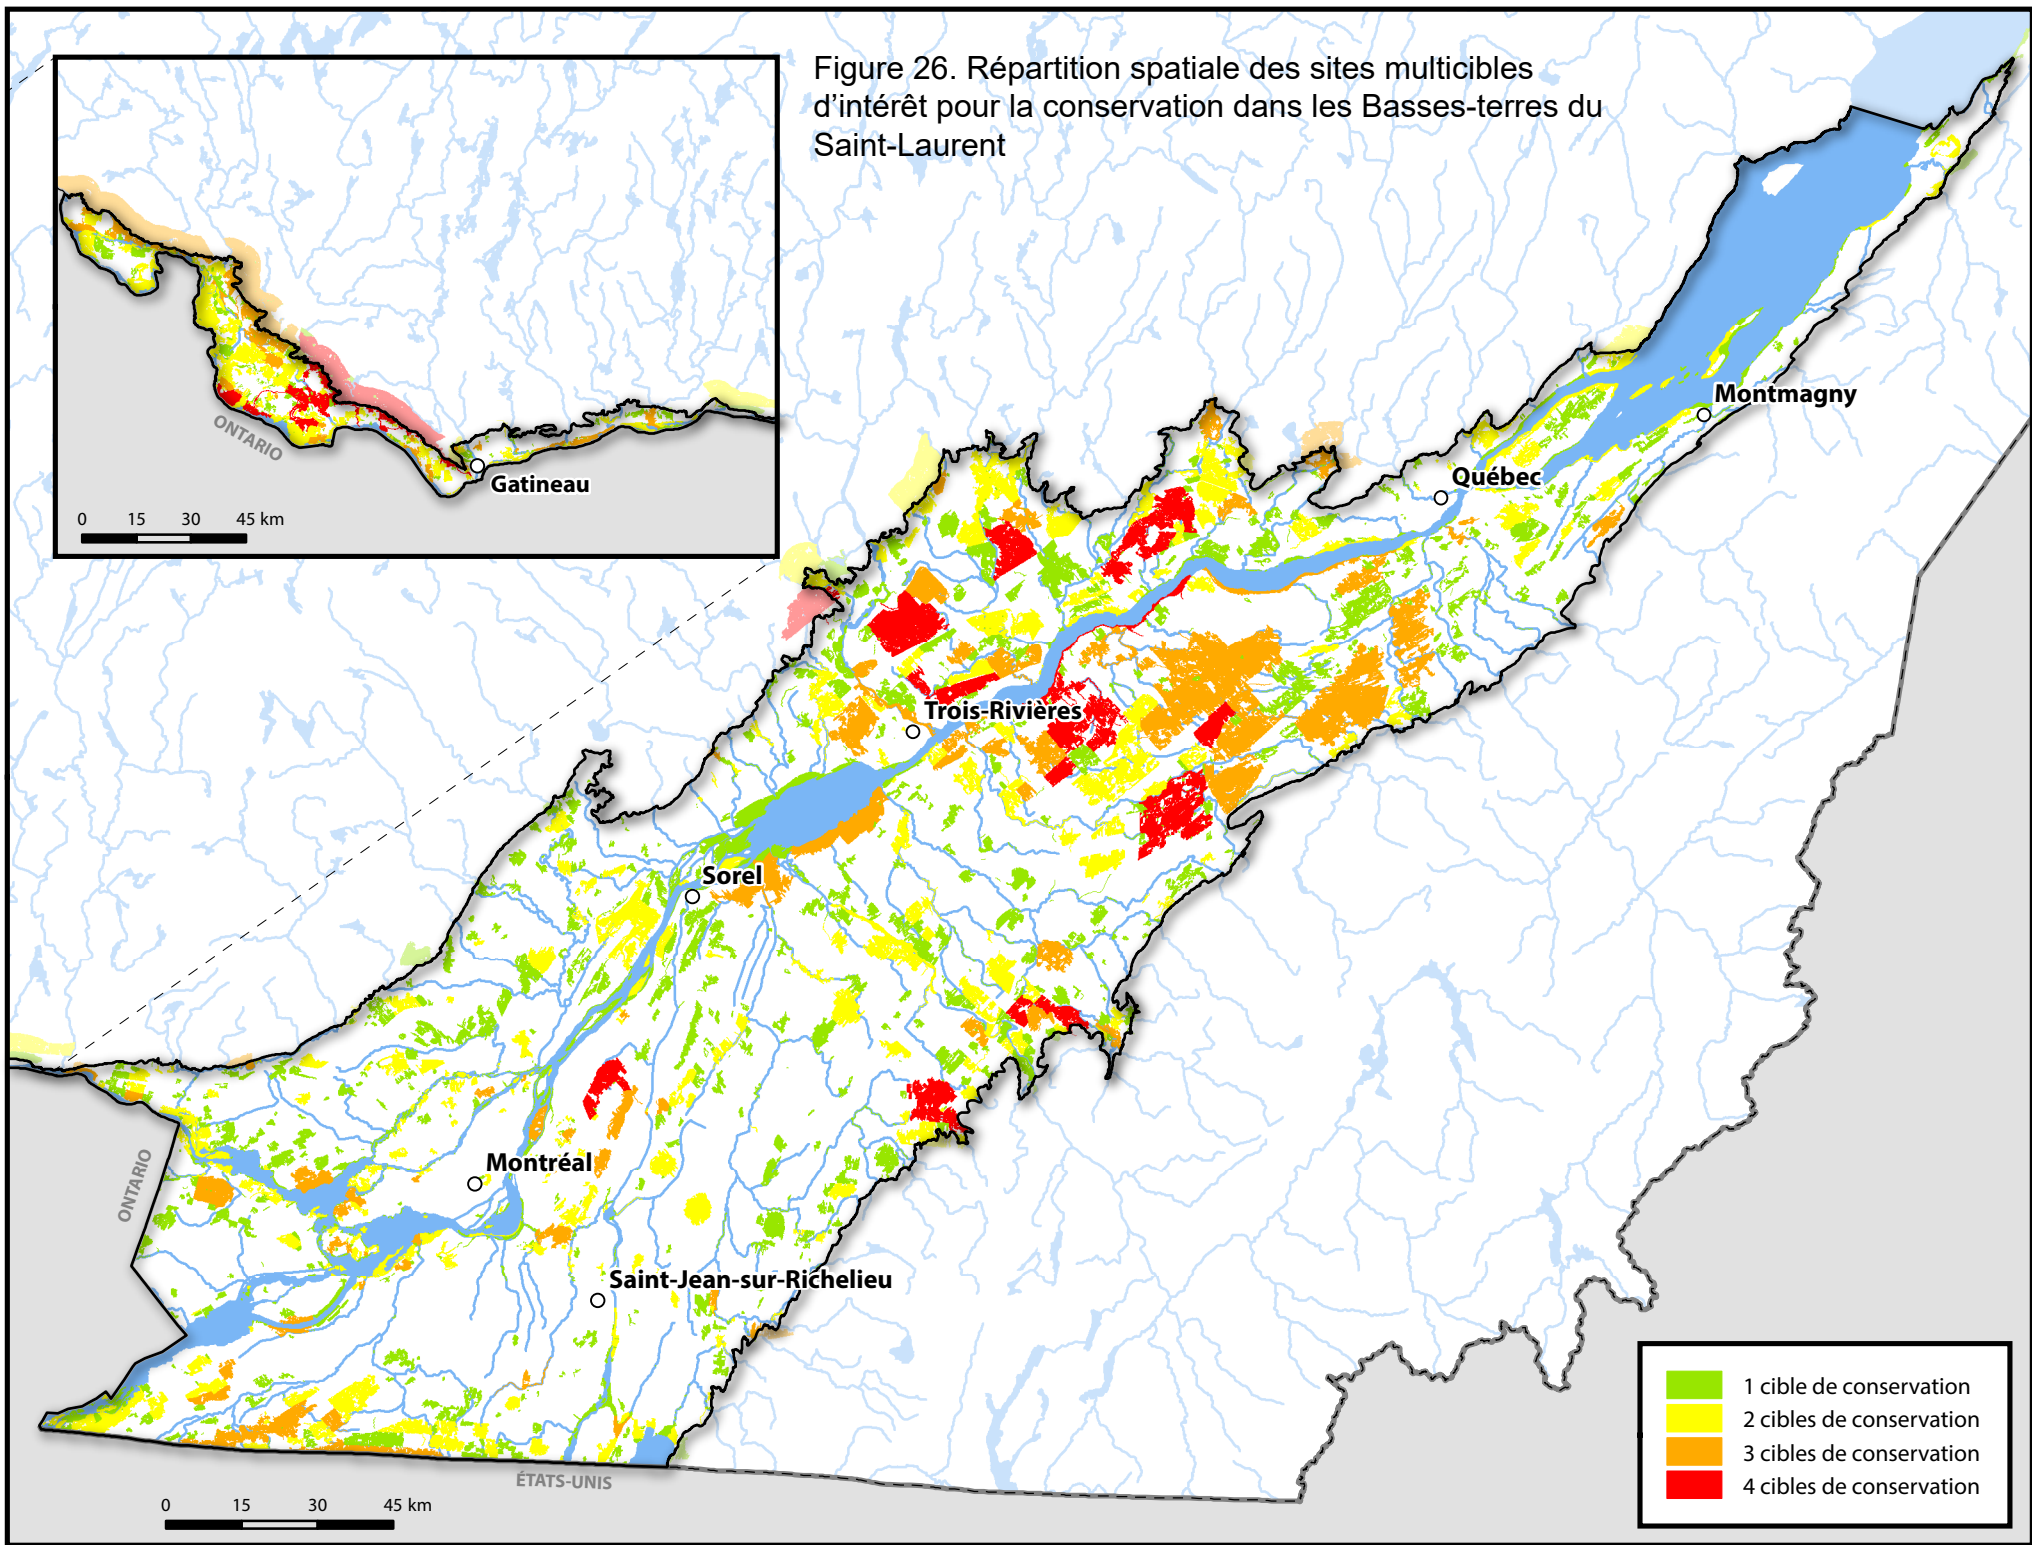 Figure 26. Répartition spatiale des sites multicibles
d'intérêt pour la conservation dans les Basses-terres du
Saint-Laurent
ONTARIO
Gatineau
0 15 30 45 km
Montmagny
Québec
Trois-Rivières
Sorel
ONTARIO
Montréal
Saint-Jean-sur-Richelieu
ÉTATS-UNIS
0 15 30 45 km
1 cible de conservation
2 cibles de conservation
3 cibles de conservation
4 cibles de conservation